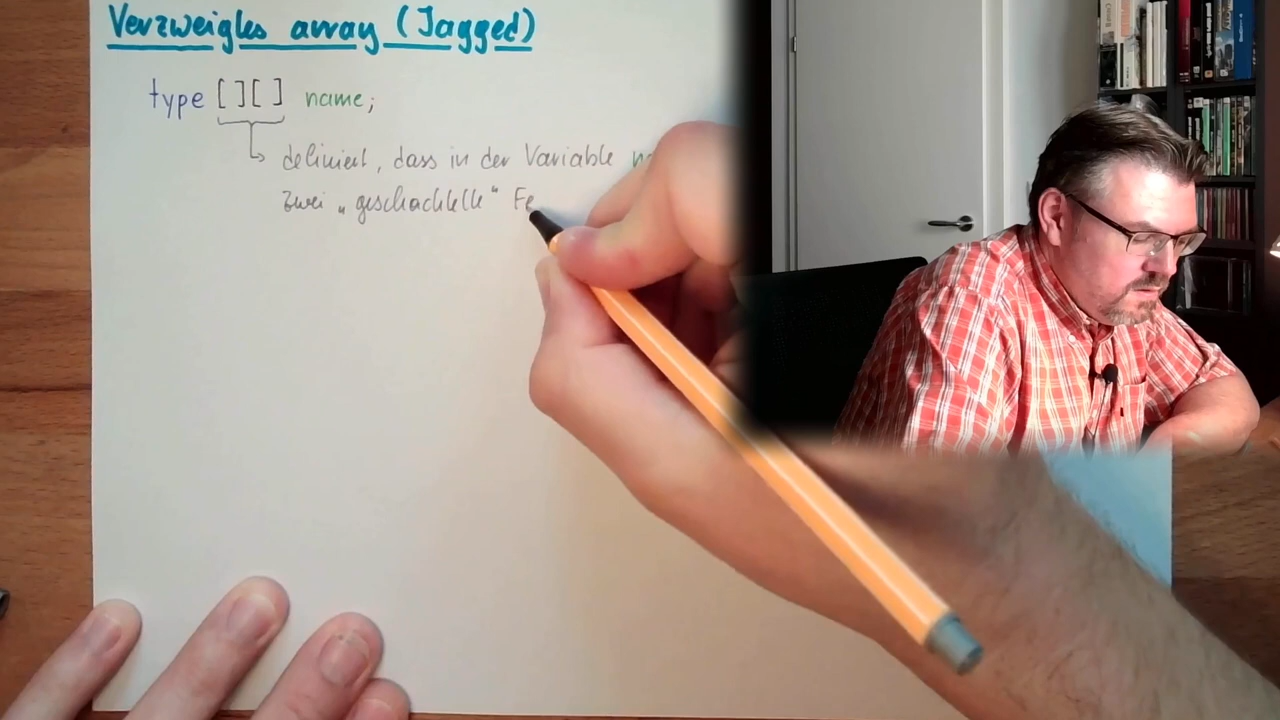 Verzweigtes array (Jagged)
type [ ][ ] name;
definiert, dass in der Variable
zwei „geschachtelte“ Fe